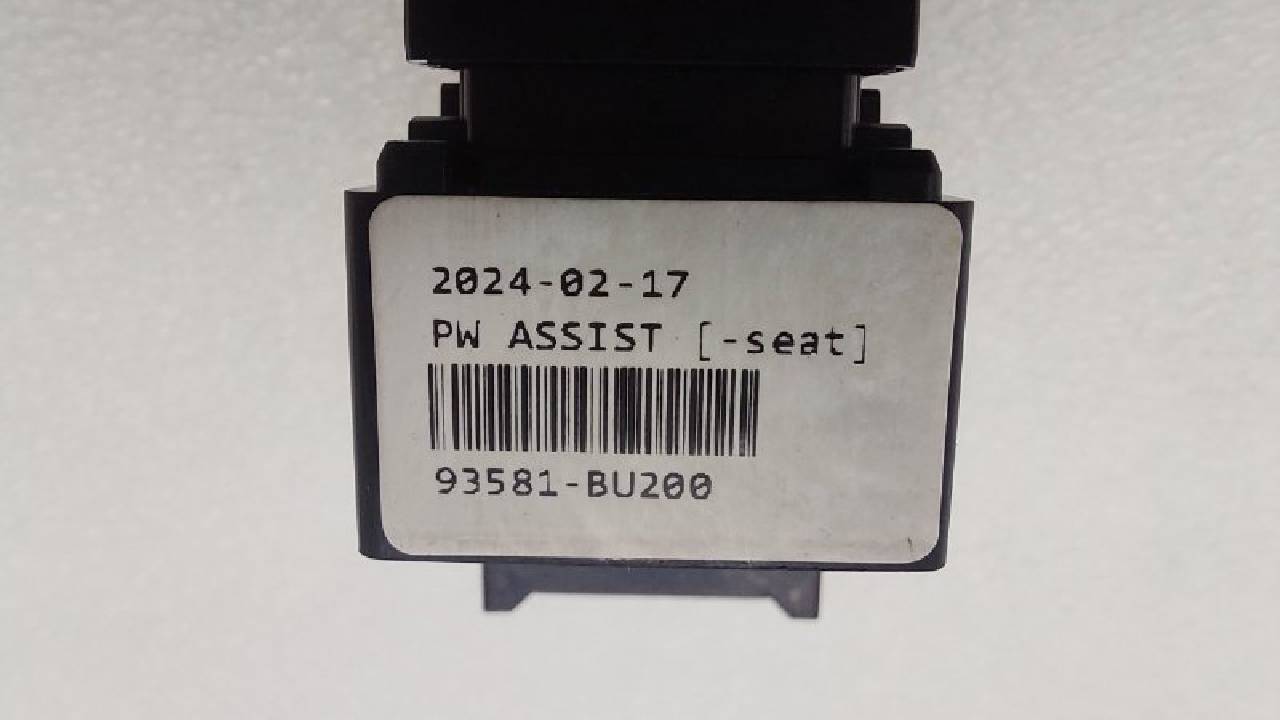 2024-02-17
PW ASSIST [-seat]
93581-BU200